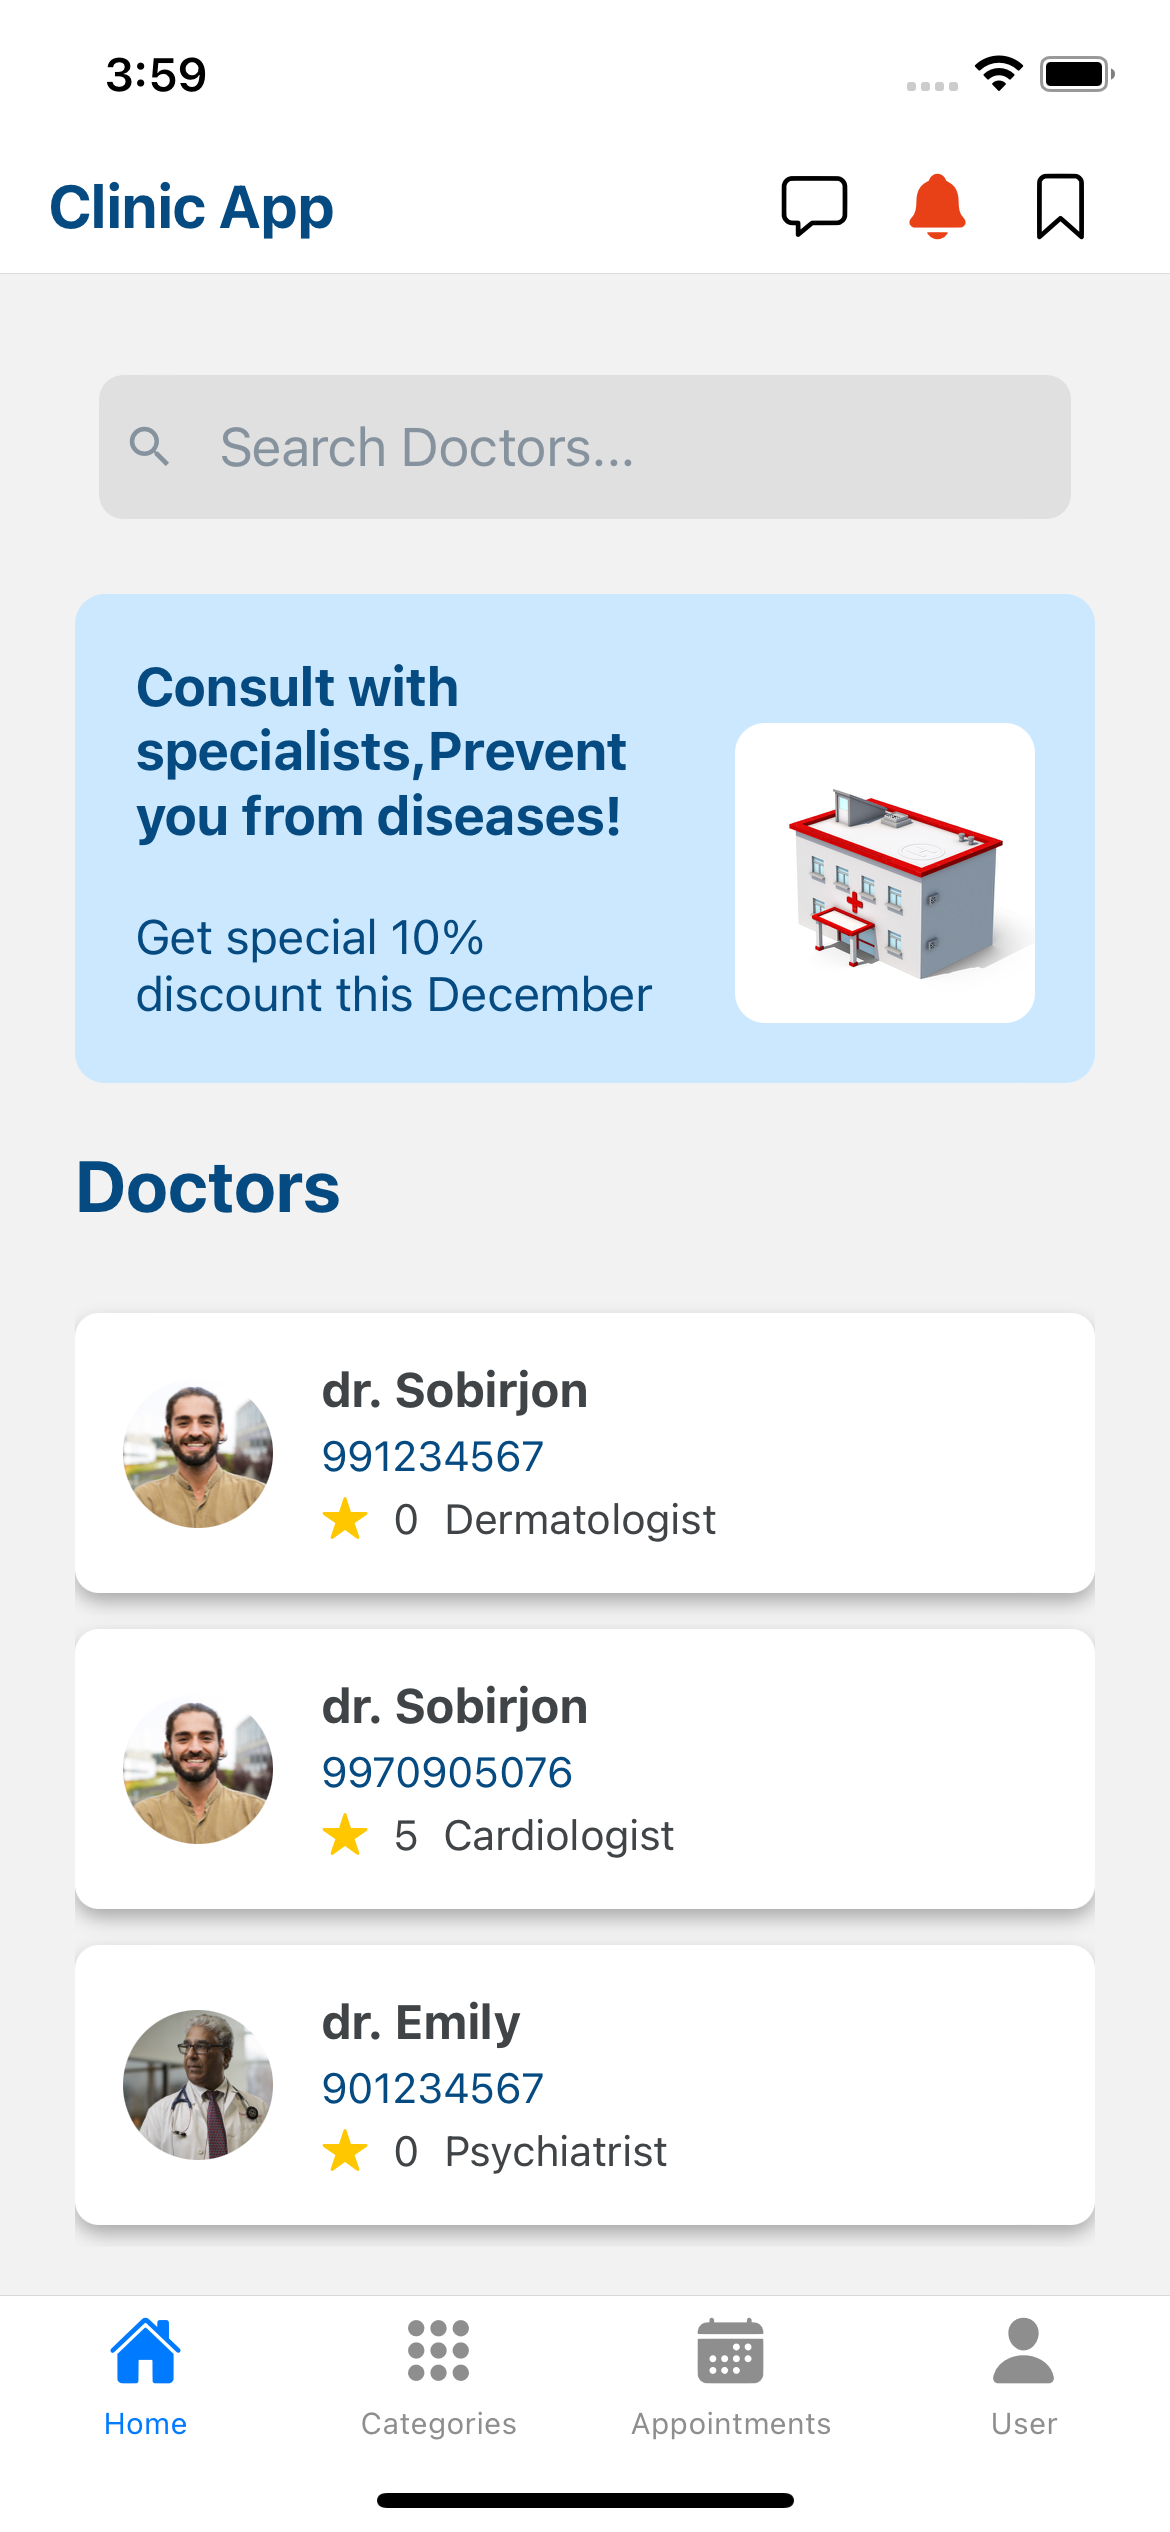 3:59
Clinic App
Search Doctors...
Consult with
specialists,Prevent
you from diseases!
Get special 10%
discount this December
Doctors
dr. Sobirjon
991234567
0 Dermatologist
dr. Sobirjon
9970905076
5 Cardiologist
dr. Emily
901234567
0 Psychiatrist
Home Categories Appointments User